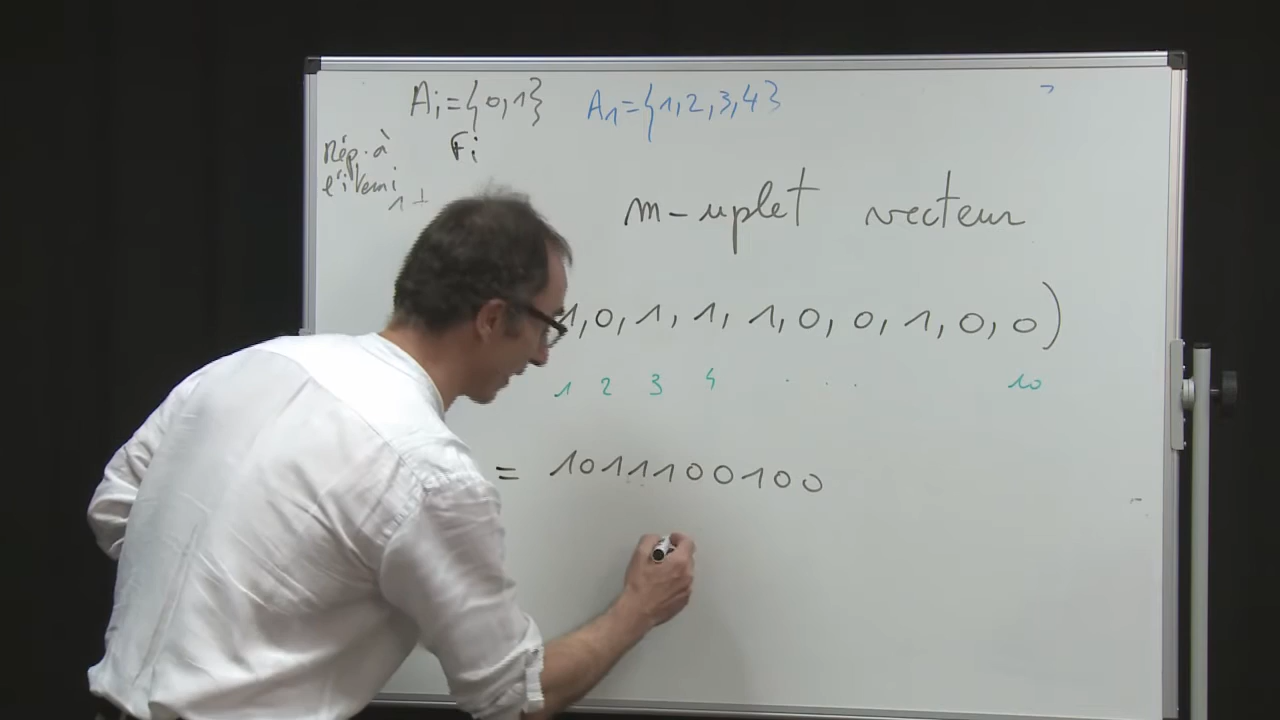 Ai={0,1} A1={1,2,3,4}
Rép. à Fi
l'item i
m-uplet vecteur
1,0,1,1,1,0,0,1,0,0)
1 2 3 4 . . . . 10
= 1011100100